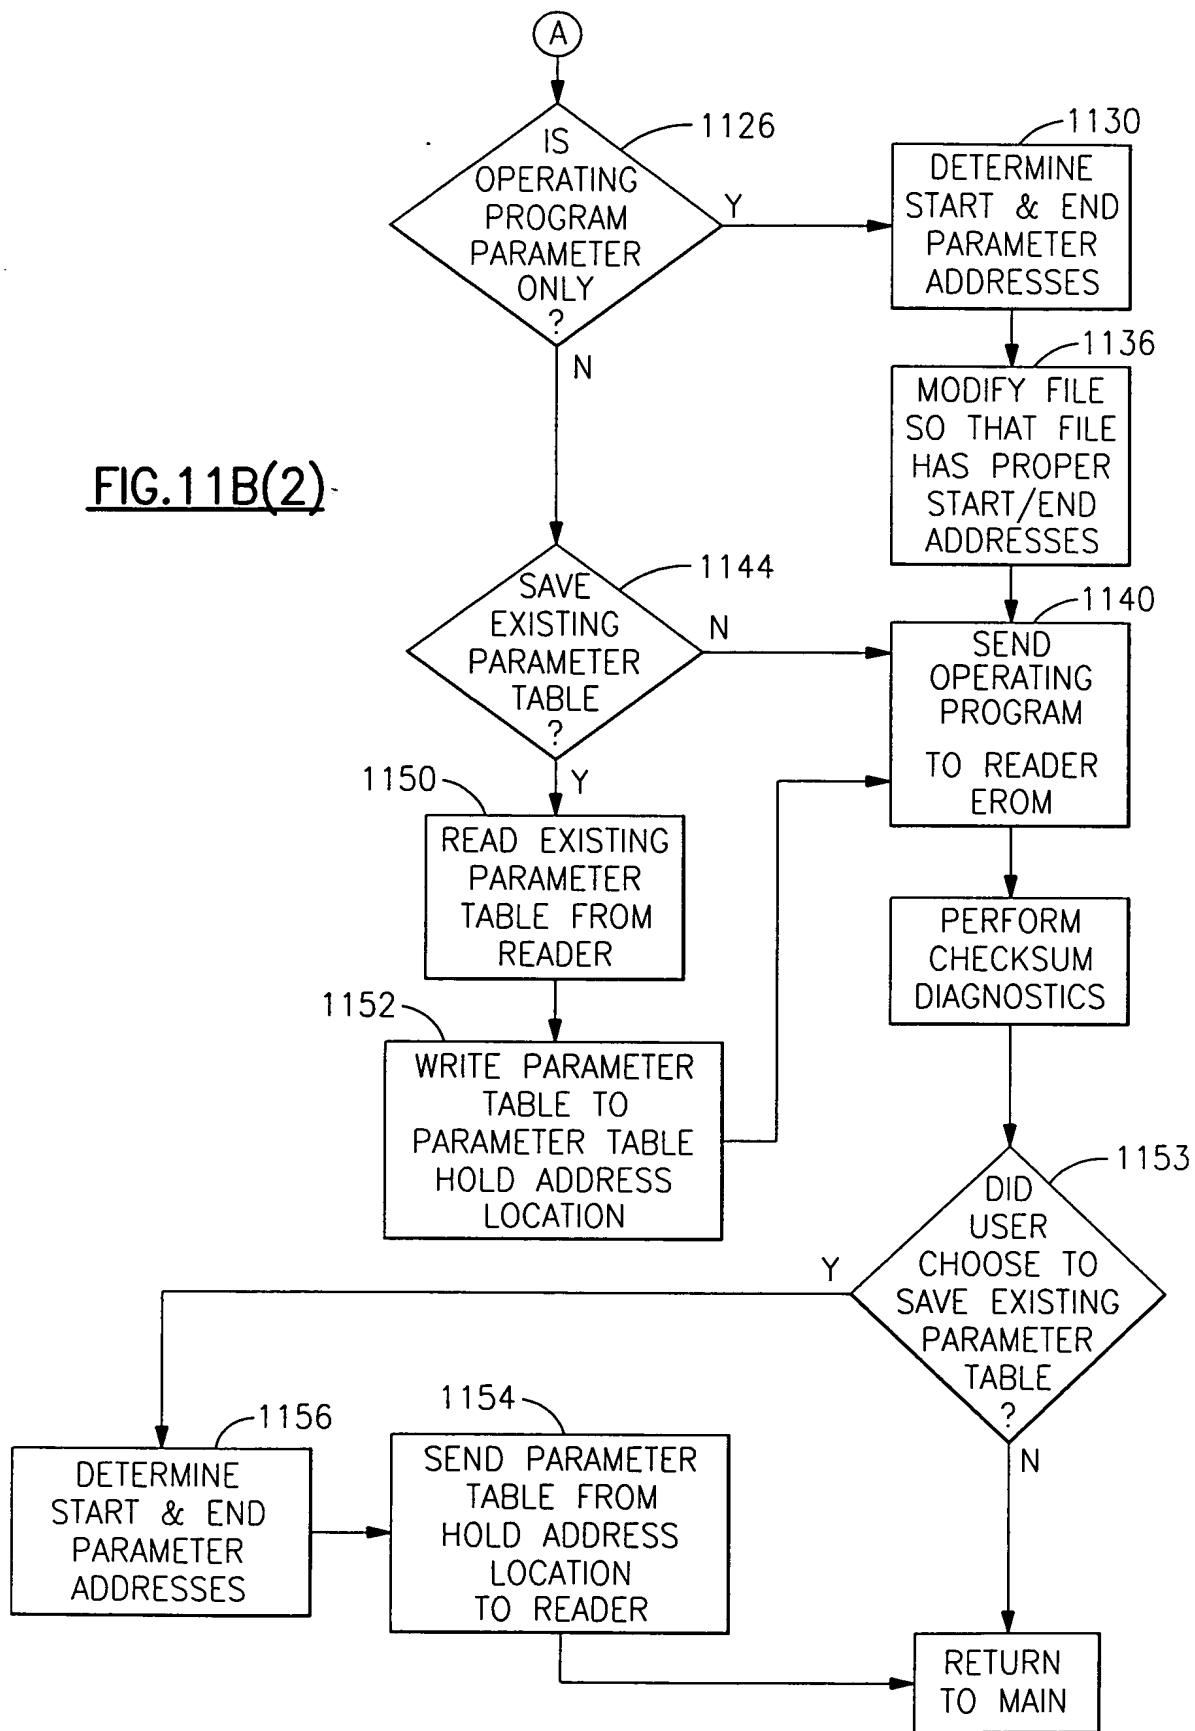 A
IS
OPERATING
PROGRAM
PARAMETER
ONLY
?
1126
Y
N
1130
DETERMINE
START & END
PARAMETER
ADDRESSES
1136
MODIFY FILE
SO THAT FILE
HAS PROPER
START/END
ADDRESSES
FIG.11B(2)
1144
SAVE
EXISTING
PARAMETER
TABLE
?
N
Y
1140
SEND
OPERATING
PROGRAM
TO READER
EROM
1150
READ EXISTING
PARAMETER
TABLE FROM
READER
PERFORM
CHECKSUM
DIAGNOSTICS
1152
WRITE PARAMETER
TABLE TO
PARAMETER TABLE
HOLD ADDRESS
LOCATION
1153
DID
USER
CHOOSE TO
SAVE EXISTING
PARAMETER
TABLE
?
Y
N
1156
DETERMINE
START & END
PARAMETER
ADDRESSES
1154
SEND PARAMETER
TABLE FROM
HOLD ADDRESS
LOCATION
TO READER
RETURN
TO MAIN